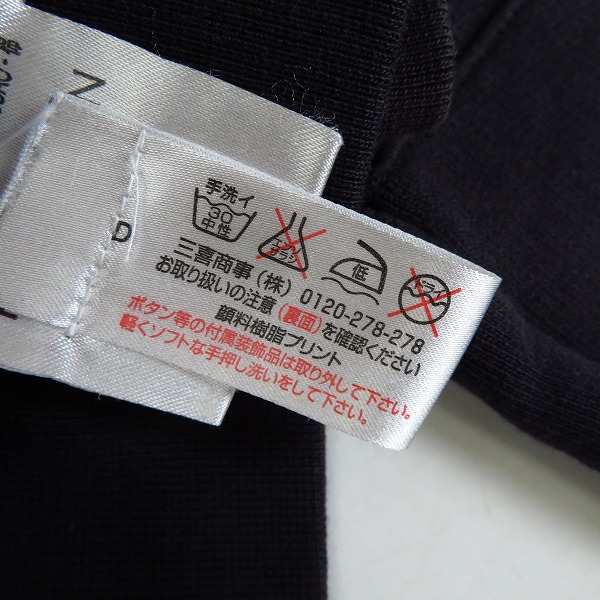 手洗イ
30
中性
エンソ
サラシ
低
ドライ
三喜商事(株) 0120-278-278
お取り扱いの注意(裏面)を確認ください
顔料樹脂プリント
ボタン等の付属装飾品は取り外して下さい。
軽くソフトな手押し洗いをして下さい。
D
N